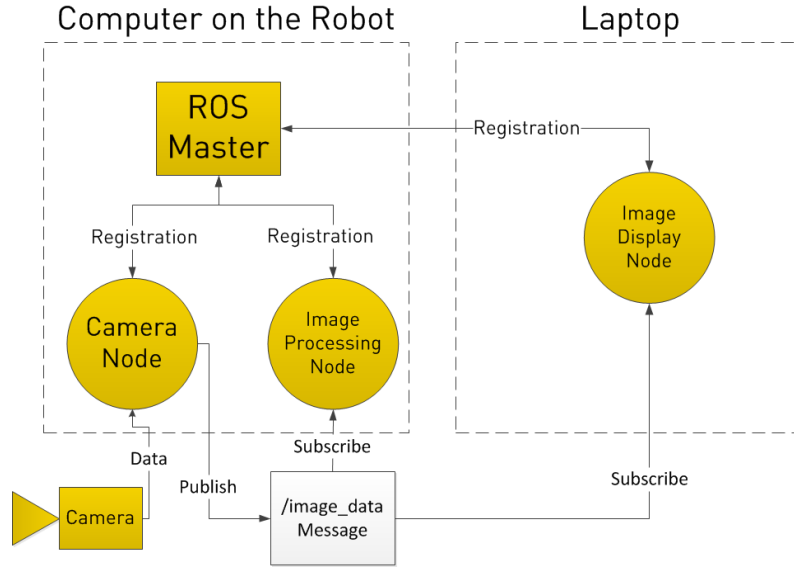 Computer on the Robot
Laptop
ROS
Master
Registration
Registration
Registration
Image
Display
Node
Camera
Node
Image
Processing
Node
Data
Publish
Subscribe
Subscribe
Camera
/image_data
Message